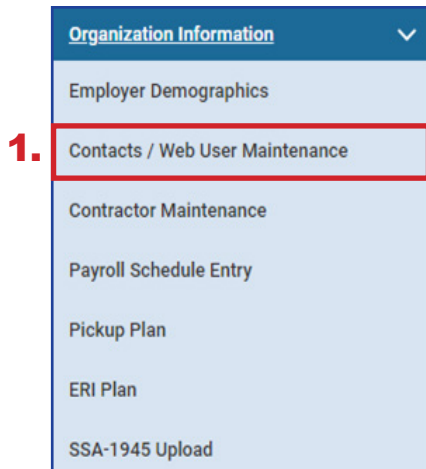 Organization Information
Employer Demographics
1. Contacts / Web User Maintenance
Contractor Maintenance
Payroll Schedule Entry
Pickup Plan
ERI Plan
SSA-1945 Upload